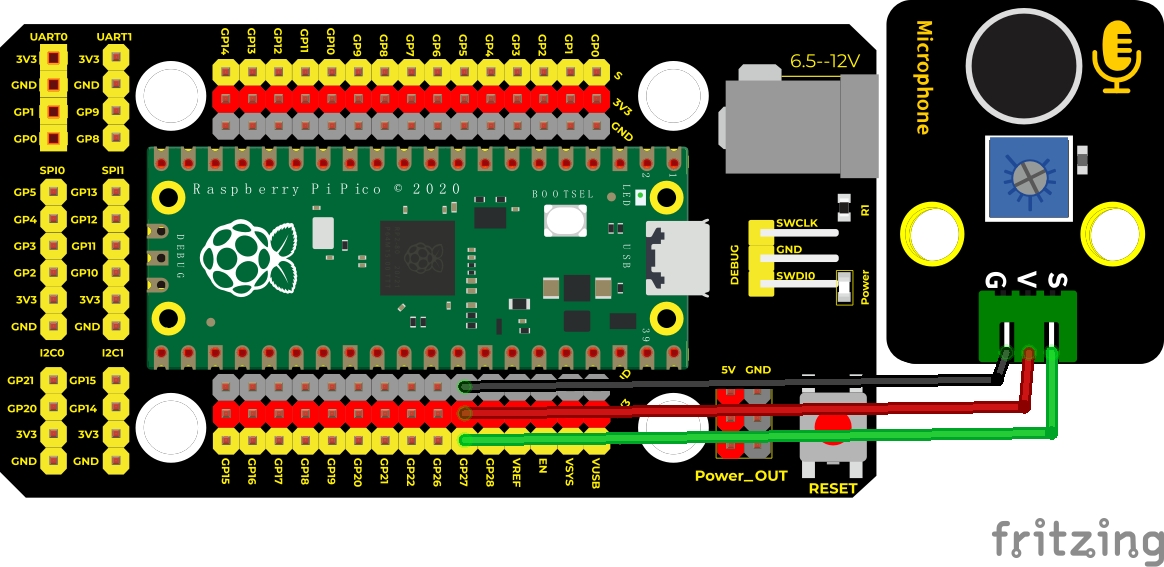 UART0
UART1
3V3
3V3
GND
GND
GP1
GP9
GP0
GP8
SPI0
SPI1
GP5
GP13
GP4
GP12
GP3
GP11
GP2
GP10
3V3
3V3
GND
GND
I2C0
I2C1
GP21
GP15
GP20
GP14
3V3
3V3
GND
GND
GP14
GP13
GP12
GP11
GP10
GP9
GP8
GP7
GP6
GP5
GP4
GP3
GP2
GP1
GP0
S
3V3
GND
6.5--12V
Raspberry Pi Pico © 2020
BOOTSEL
LED
2
1
DEBUG
USB
39
SWCLK
GND
SWDI0
DEBUG
R1
Power
GP15
GP16
GP17
GP18
GP19
GP20
GP21
GP22
GP26
GP27
GP28
VREF
EN
VSYS
VUSB
5V GND
Power_OUT
RESET
Microphone
G
V
S
fritzing